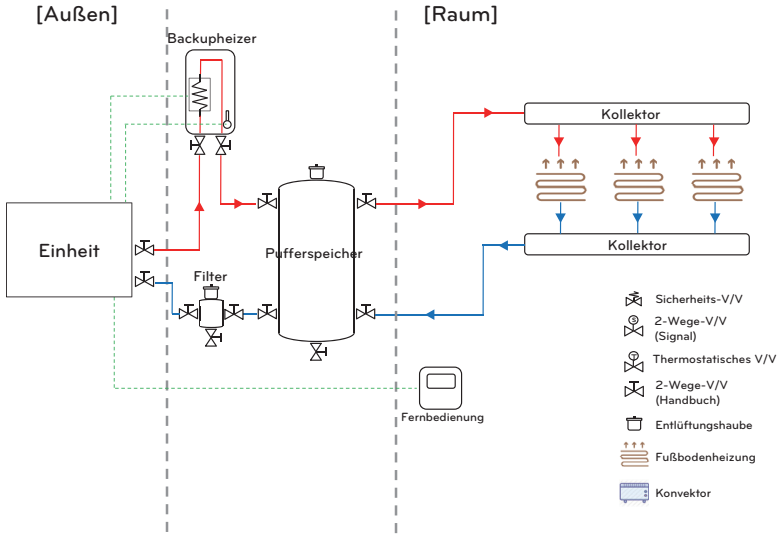 [Außen]
[Raum]
Backupheizer
Kollektor
Einheit
Pufferspeicher
Kollektor
Filter
Fernbedienung
Sicherheits-V/V
S
2-Wege-V/V
(Signal)
T
Thermostatisches V/V
2-Wege-V/V
(Handbuch)
Entlüftungshaube
Fußbodenheizung
Konvektor